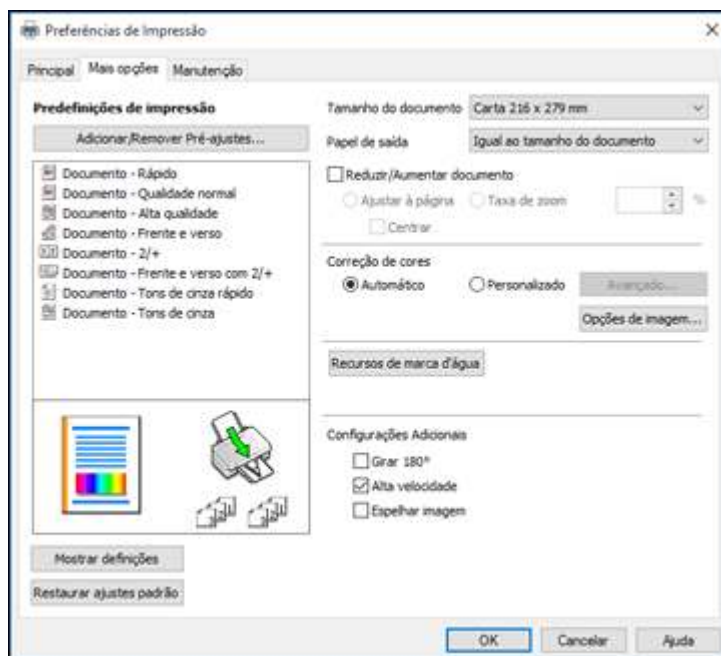 Preferências de Impressão
Principal Mais opções Manutenção
Predefinições de impressão
Adicionar/Remover Pré-ajustes...
Documento - Rápido
Documento - Qualidade normal
Documento - Alta qualidade
Documento - Frente e verso
Documento - 2/+
Documento - Frente e verso com 2/+
Documento - Tons de cinza rápido
Documento - Tons de cinza
Mostrar definições
Restaurar ajustes padrão
Tamanho do documento Carta 216 x 279 mm
Papel de saída Igual ao tamanho do documento
Reduzir/Aumentar documento
Ajustar à página Taxa de zoom %
Centrar
Correção de cores
Automático Personalizado Avançado...
Opções de imagem...
Recursos de marca d'água
Configurações Adicionais
Girar 180°
Alta velocidade
Espelhar imagem
OK Cancelar Ajuda